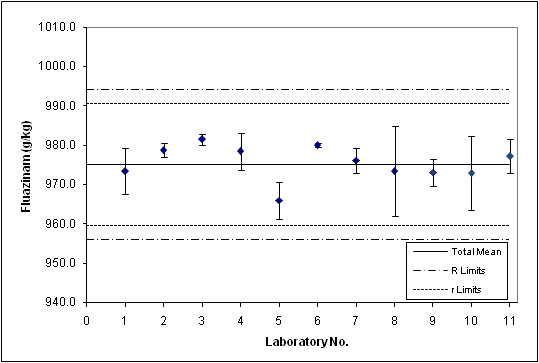 1010.0
1000.0
990.0
980.0
970.0
960.0
950.0
940.0
Fluazinam (g/kg)
0 1 2 3 4 5 6 7 8 9 10 11
Laboratory No.
Total Mean
R Limits
r Limits